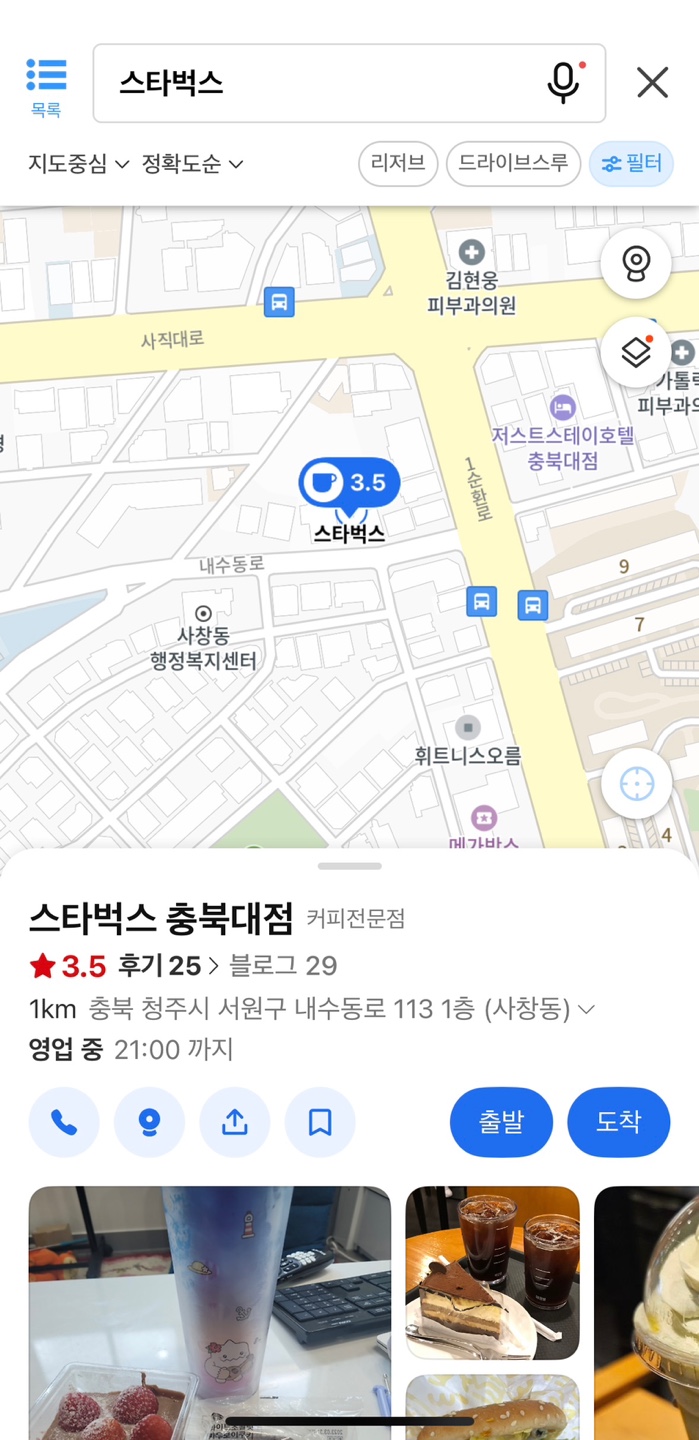 스타벅스
목록
지도중심
정확도순
리저브
드라이브스루
필터
김현웅
피부과의원
사직대로
가톨릭
피부과의
저스트스테이호텔
충북대점
1순환로
3.5
스타벅스
내수동로
9
7
사창동
행정복지센터
휘트니스오름
메가박스
4
스타벅스 충북대점 커피전문점
3.5 후기 25 > 블로그 29
1km 충북 청주시 서원구 내수동로 113 1층 (사창동)
영업 중 21:00 까지
출발
도착